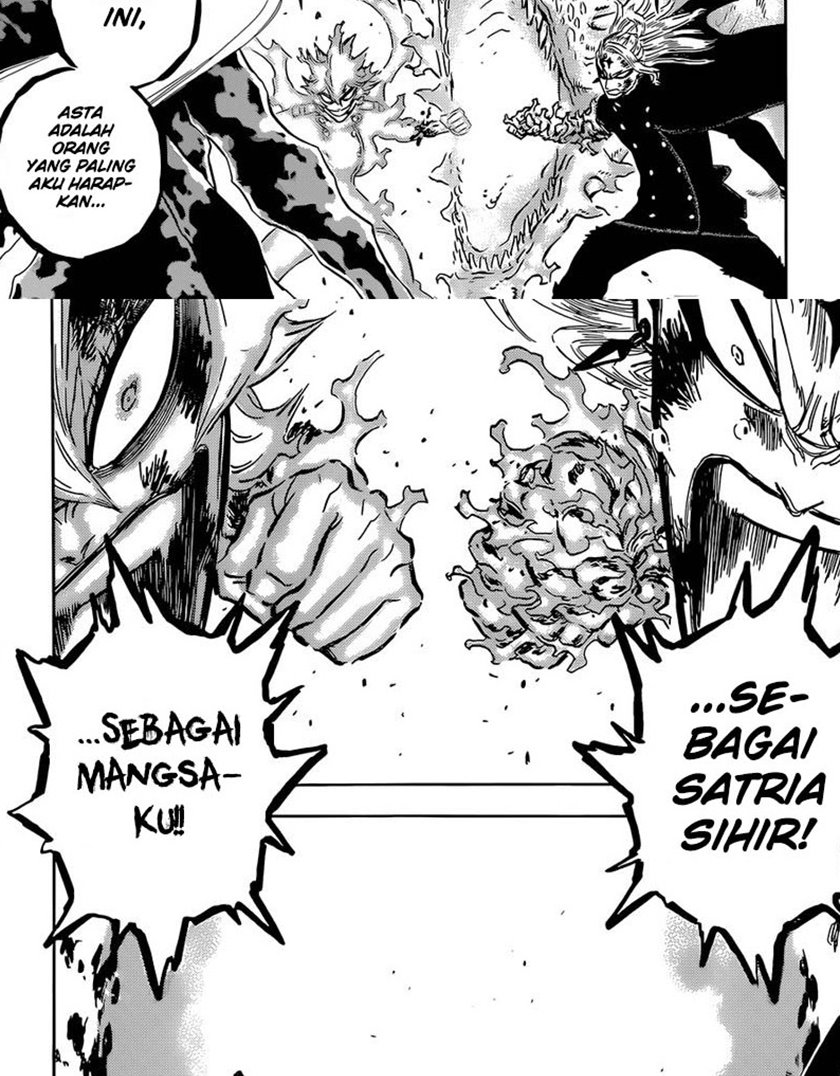 INI,
ASTA
ADALAH
ORANG
YANG PALING
AKU HARAP-
KAN...
...SEBAGAI
MANGSA-
KU!!
...SE-
BAGAI
SATRIA
SIHIR!